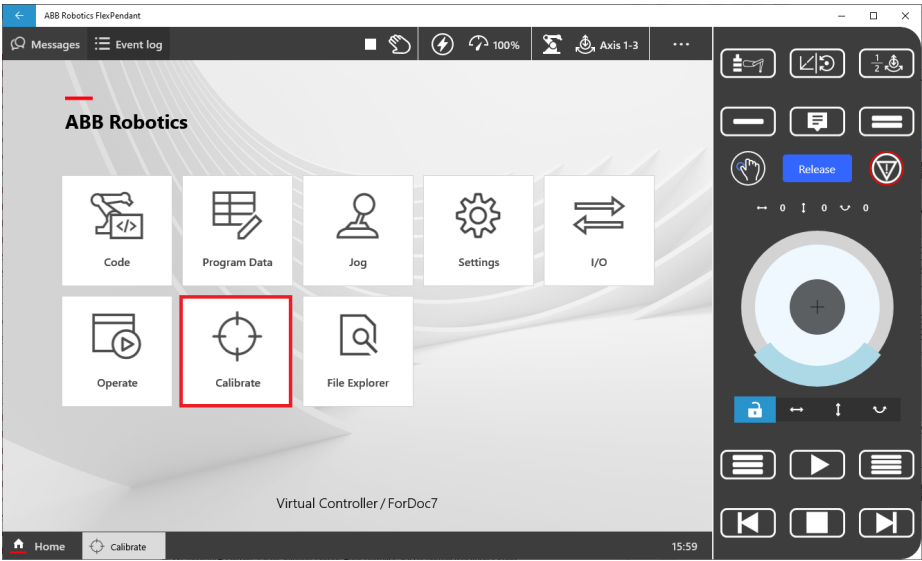 ABB Robotics FlexPendant
Messages Event log 100% Axis 1-3 ...
ABB Robotics
1/2
Release
0 0 0
</>
Code Program Data Jog Settings I/O
Operate Calibrate File Explorer
Virtual Controller / ForDoc7
Home Calibrate 15:59